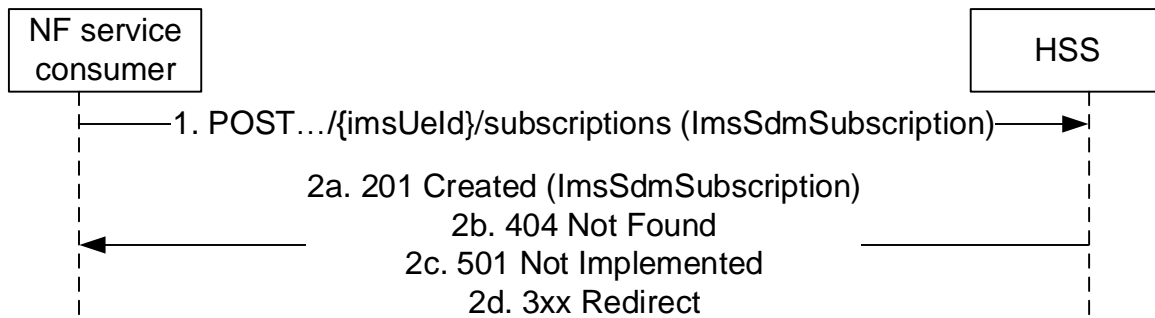 NF service
consumer
HSS
1. POST…/{imsUeId}/subscriptions (ImsSdmSubscription)
2a. 201 Created (ImsSdmSubscription)
2b. 404 Not Found
2c. 501 Not Implemented
2d. 3xx Redirect